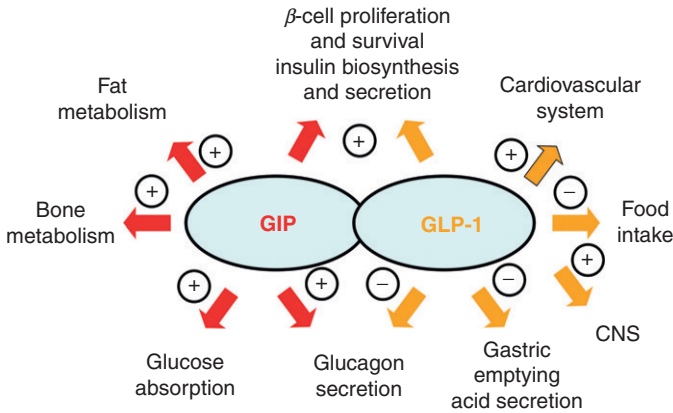 β-cell proliferation
and survival
insulin biosynthesis
and secretion
Fat
metabolism
Cardiovascular
system
+
+
+
+
−
Bone
metabolism
GIP
GLP-1
Food
intake
+
+
−
−
+
Glucose
absorption
Glucagon
secretion
Gastric
emptying
acid secretion
CNS